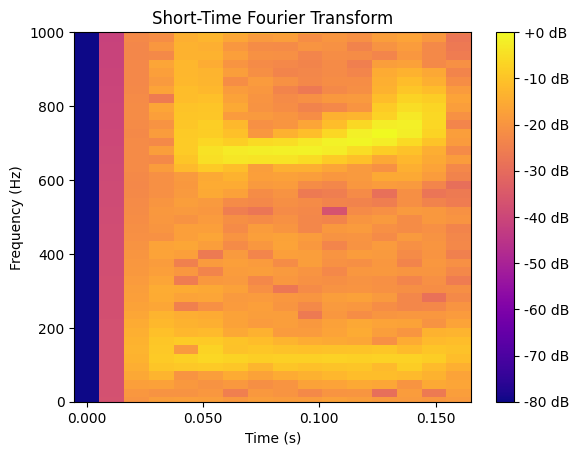 Short-Time Fourier Transform
Frequency (Hz)
1000
800
600
400
200
0
0.000 0.050 0.100 0.150
Time (s)
+0 dB
-10 dB
-20 dB
-30 dB
-40 dB
-50 dB
-60 dB
-70 dB
-80 dB